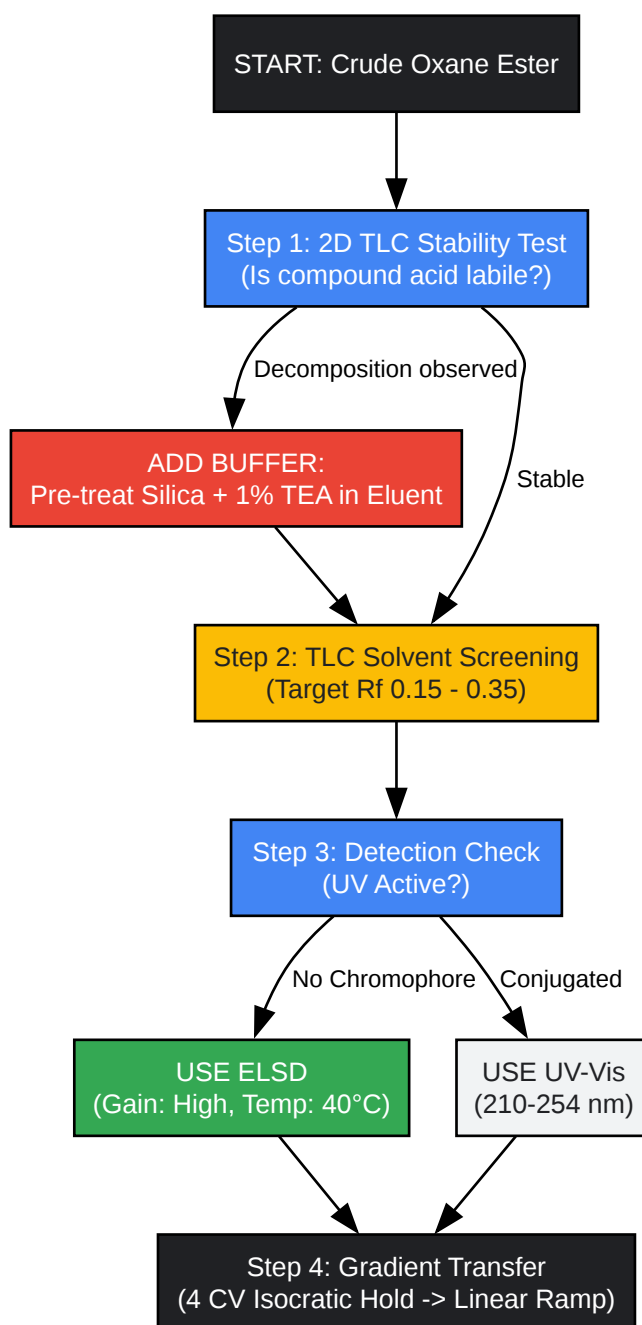 START: Crude Oxane Ester
Step 1: 2D TLC Stability Test
(Is compound acid labile?)
Decomposition observed
ADD BUFFER:
Pre-treat Silica + 1% TEA in Eluent
Stable
Step 2: TLC Solvent Screening
(Target Rf 0.15 - 0.35)
Step 3: Detection Check
(UV Active?)
No Chromophore
Conjugated
USE ELSD
(Gain: High, Temp: 40°C)
USE UV-Vis
(210-254 nm)
Step 4: Gradient Transfer
(4 CV Isocratic Hold -> Linear Ramp)